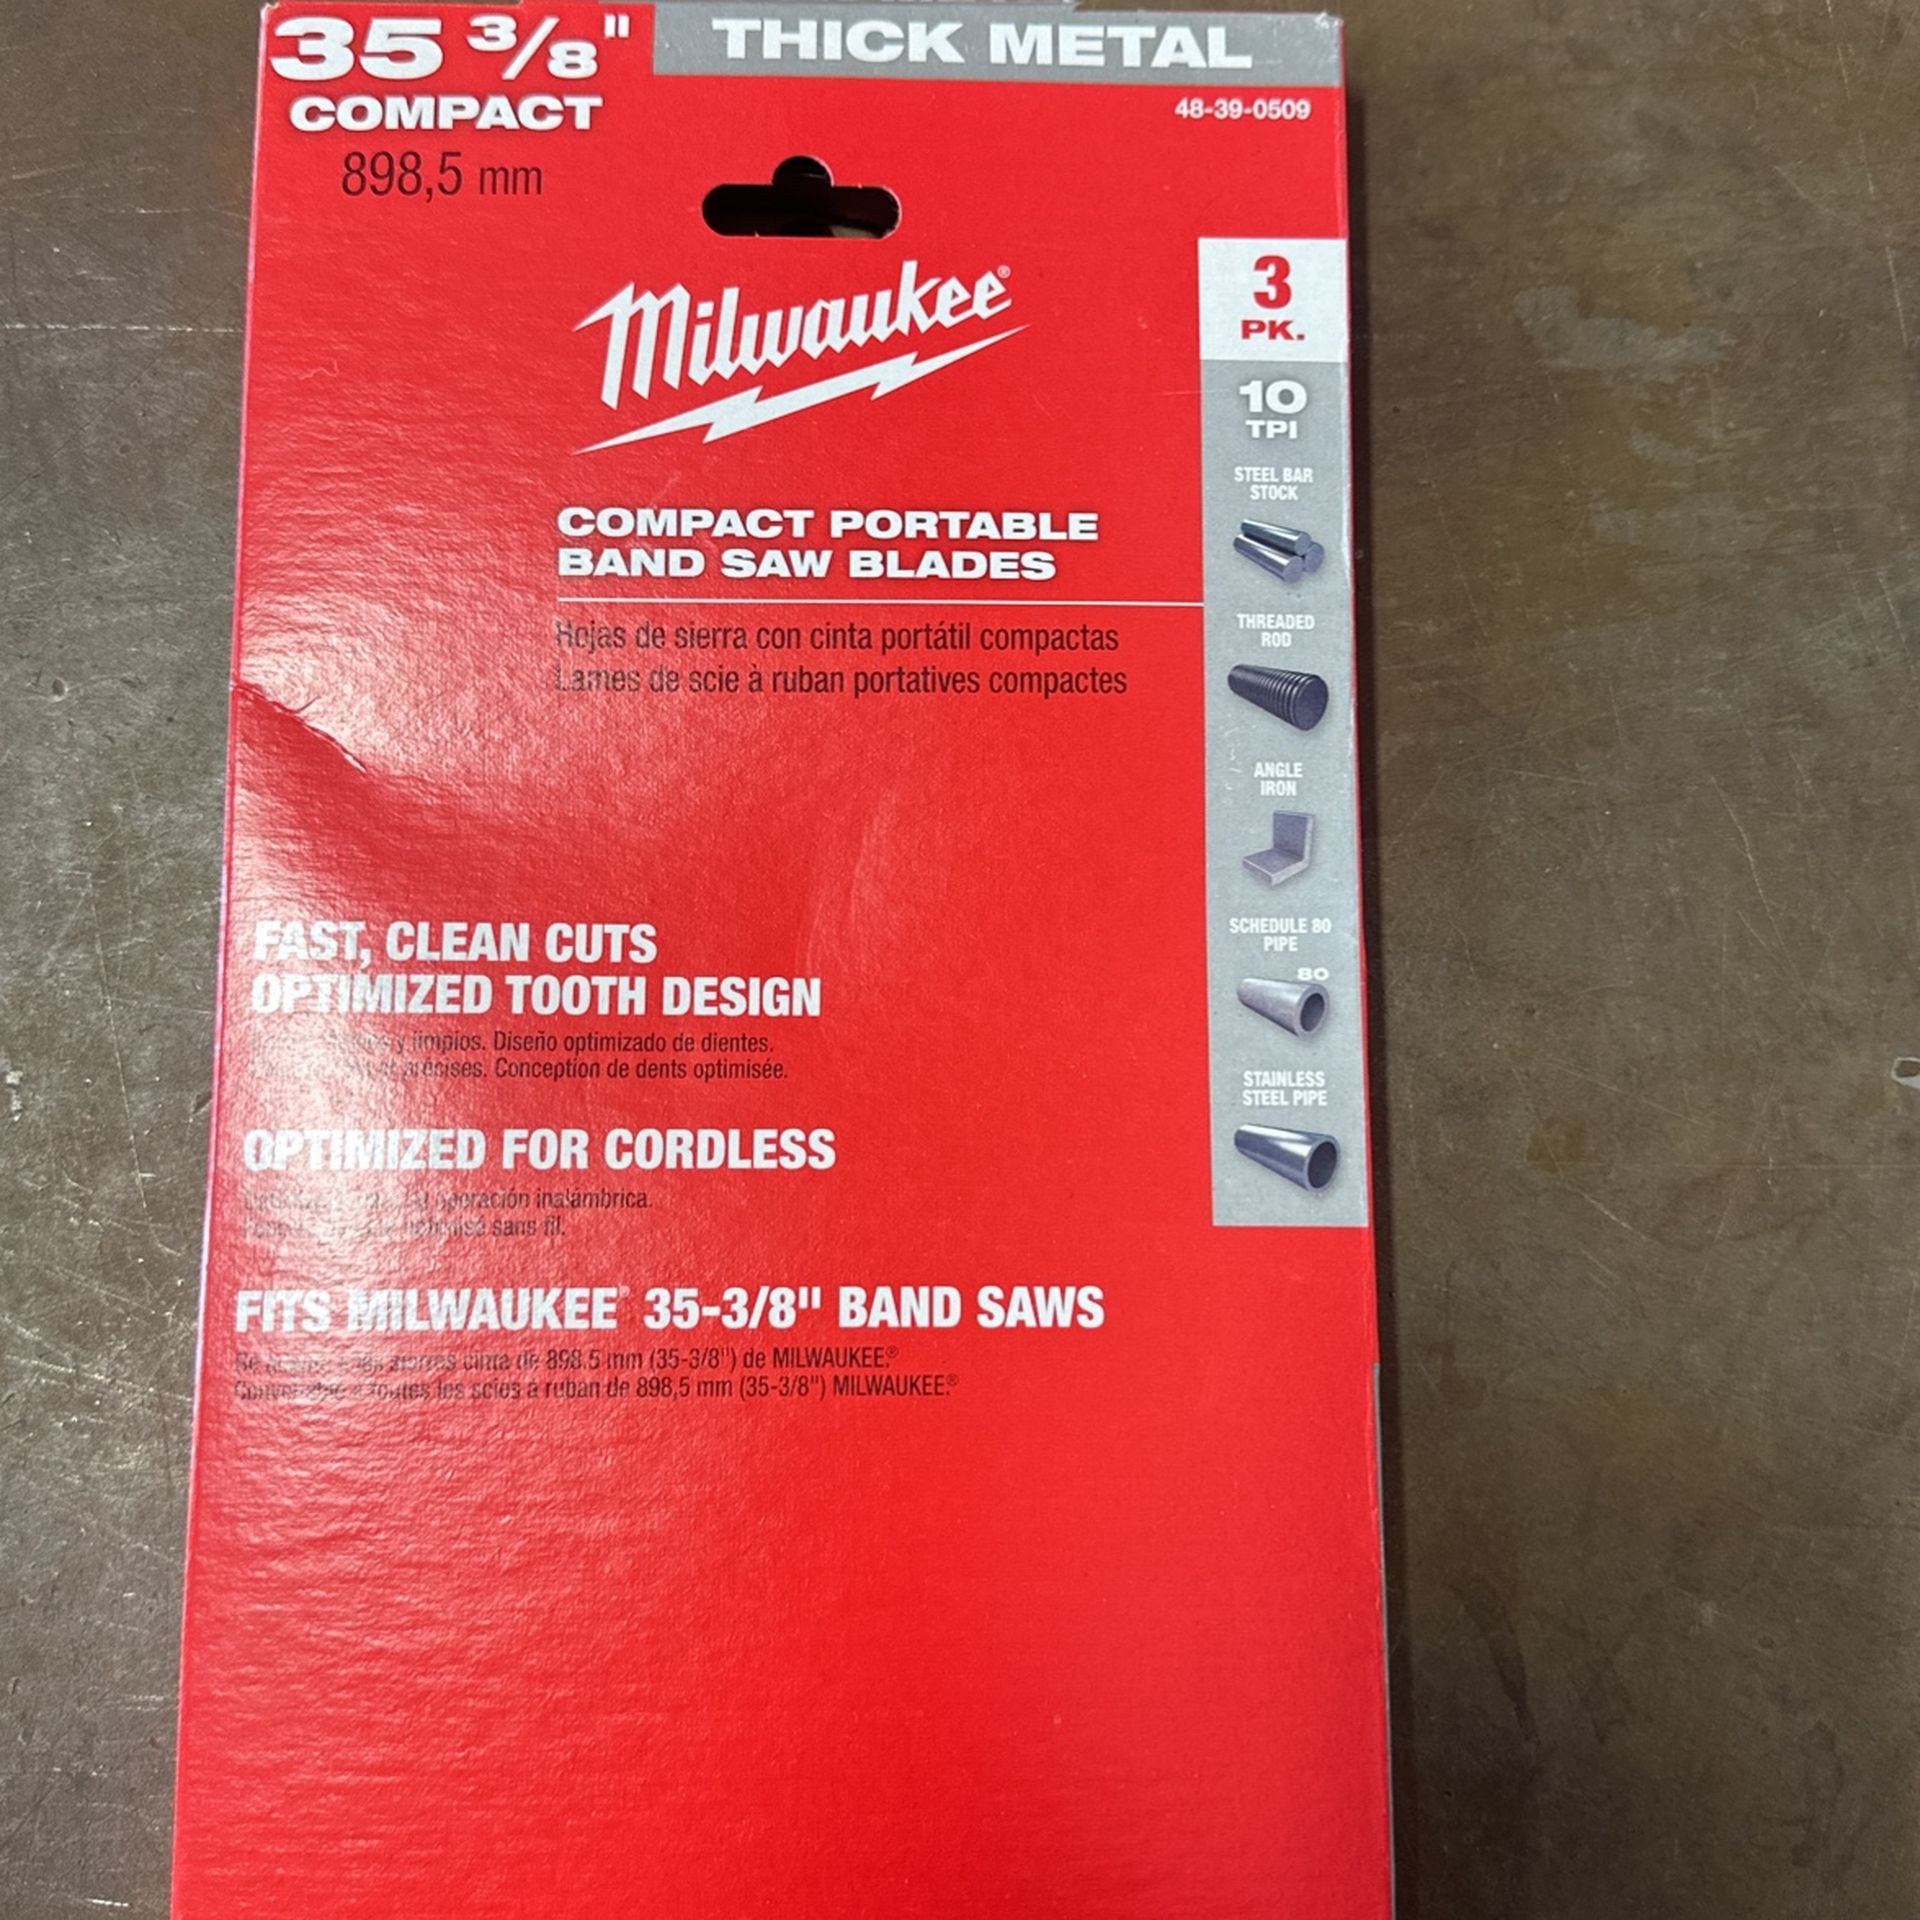 35 3/8" THICK METAL
COMPACT
48-39-0509
898,5 mm
Milwaukee®
3
PK.
10
TPI
STEEL BAR
STOCK
COMPACT PORTABLE
BAND SAW BLADES
Hojas de sierra con cinta portátil compactas
Lames de scie à ruban portatives compactes
THREADED
ROD
ANGLE
IRON
SCHEDULE 80
PIPE
80
STAINLESS
STEEL PIPE
FAST, CLEAN CUTS
OPTIMIZED TOOTH DESIGN
y limpios. Diseño optimizado de dientes.
précises. Conception de dents optimisée.
OPTIMIZED FOR CORDLESS
operación inalámbrica.
sans fil.
FITS MILWAUKEE® 35-3/8" BAND SAWS
sierras cinta de 898.5 mm (35-3/8") de MILWAUKEE.®
toutes les scies à ruban de 898,5 mm (35-3/8") MILWAUKEE.®